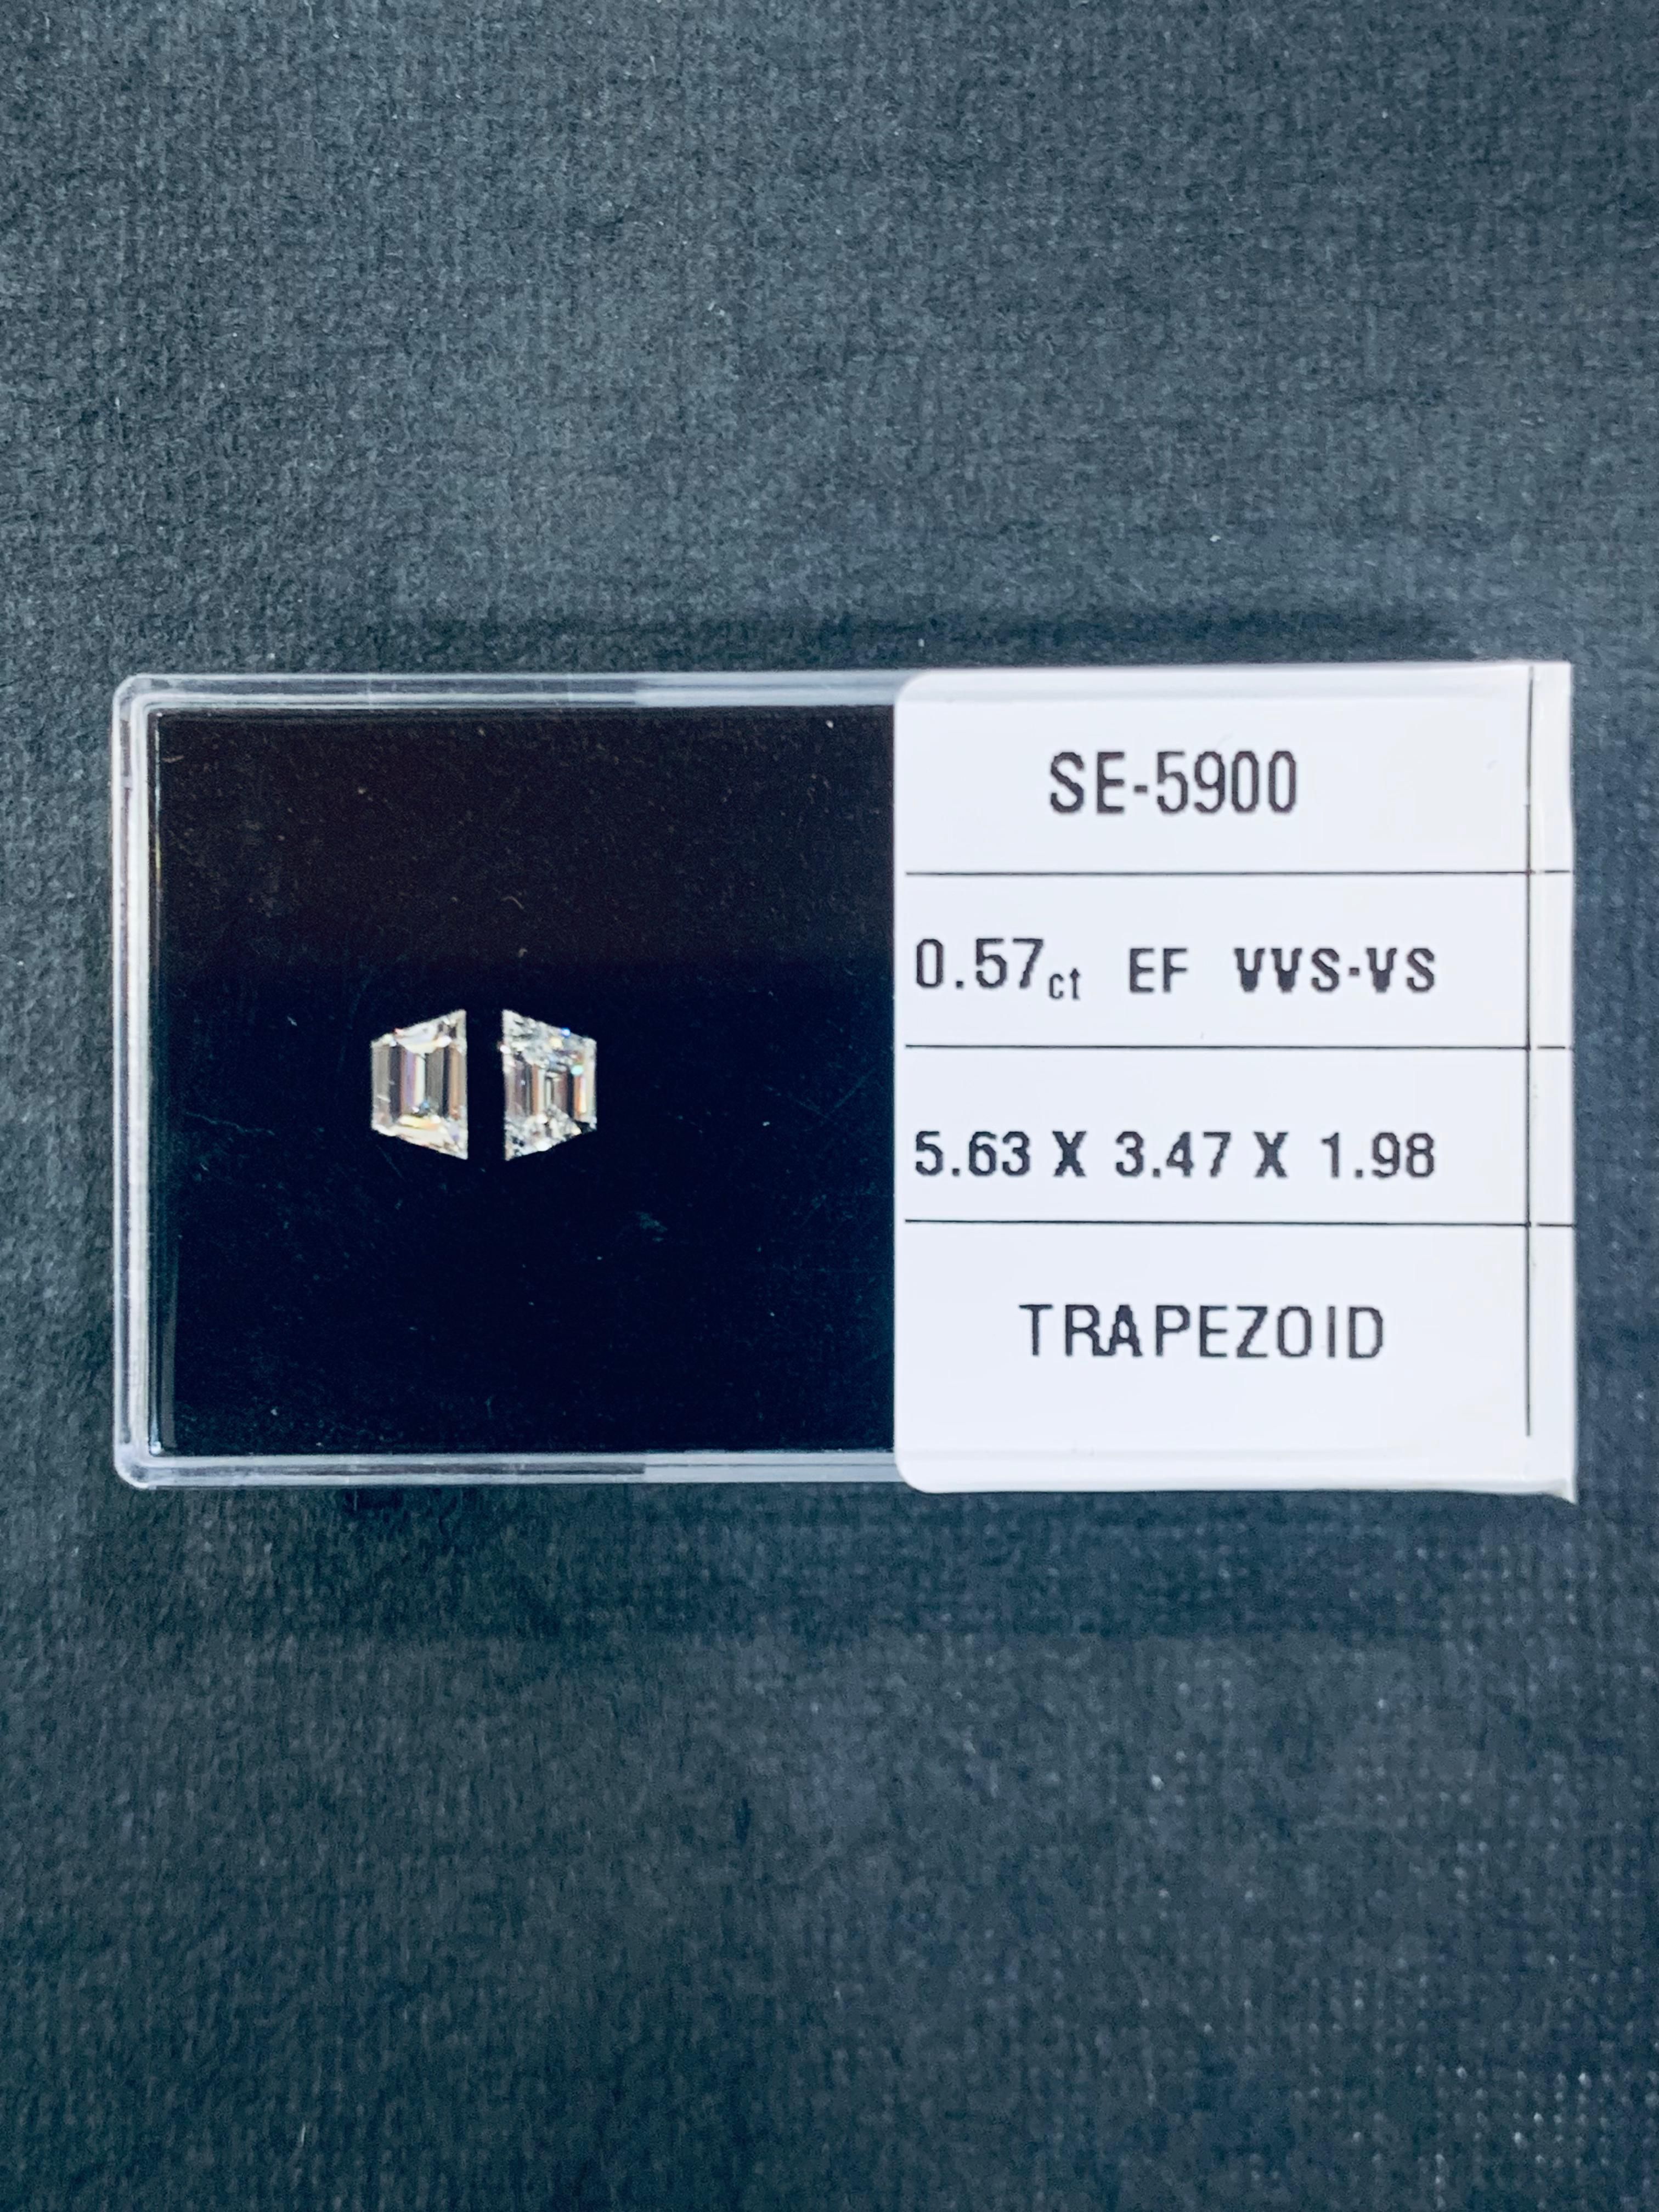 SE-5900
0.57ct EF VVS-VS
5.63 X 3.47 X 1.98
TRAPEZOID